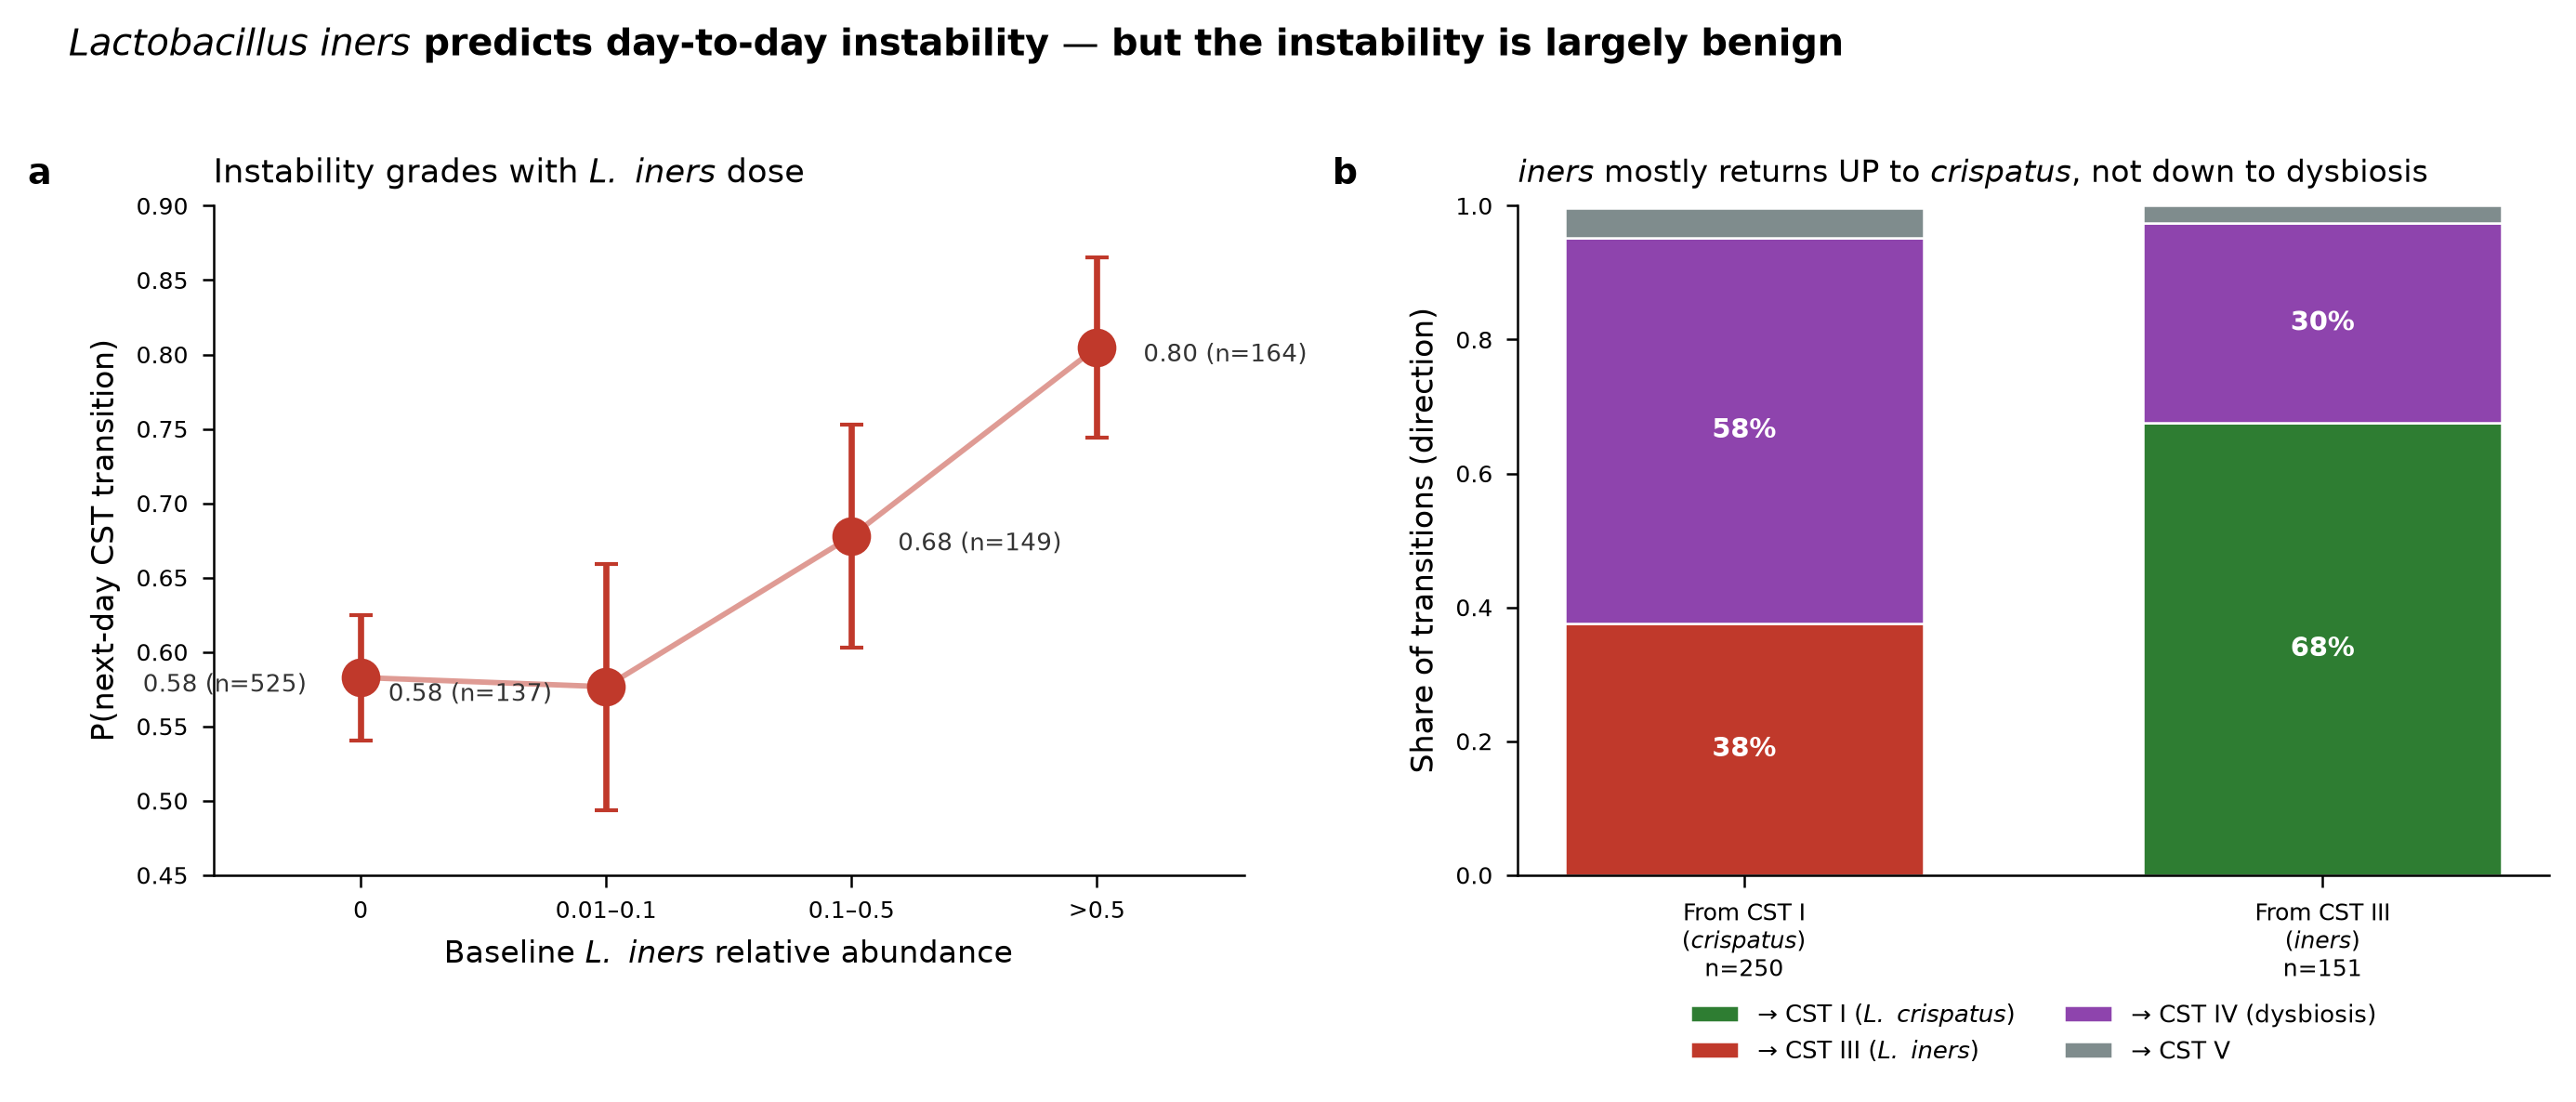 Lactobacillus iners predicts day-to-day instability — but the instability is largely benign
a
Instability grades with L. iners dose
P(next-day CST transition)
0.90
0.85
0.80
0.75
0.70
0.65
0.60
0.55
0.50
0.45
0.58 (n=525)
0.58 (n=137)
0.68 (n=149)
0.80 (n=164)
0
0.01–0.1
0.1–0.5
>0.5
Baseline L. iners relative abundance
b
iners mostly returns UP to crispatus, not down to dysbiosis
Share of transitions (direction)
1.0
0.8
0.6
0.4
0.2
0.0
58%
38%
30%
68%
From CST I
(crispatus)
n=250
From CST III
(iners)
n=151
→ CST I (L. crispatus)
→ CST III (L. iners)
→ CST IV (dysbiosis)
→ CST V